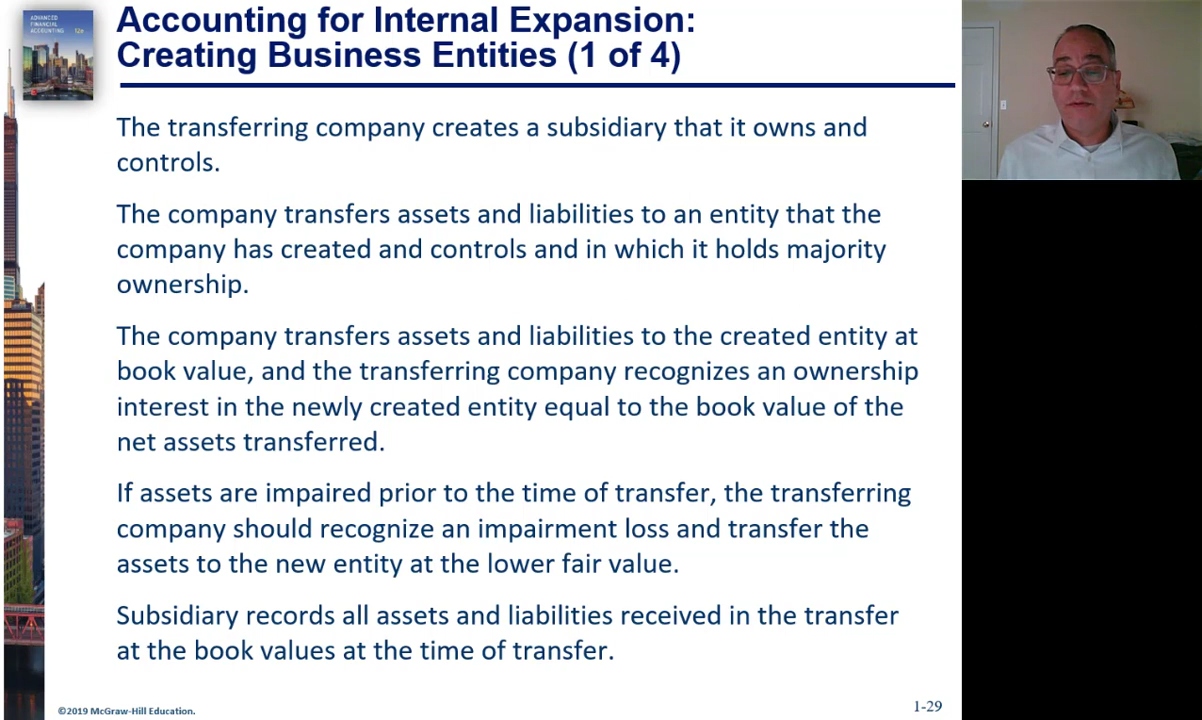 ADVANCED
FINANCIAL
ACCOUNTING 12e
Accounting for Internal Expansion:
Creating Business Entities (1 of 4)
The transferring company creates a subsidiary that it owns and
controls.
The company transfers assets and liabilities to an entity that the
company has created and controls and in which it holds majority
ownership.
The company transfers assets and liabilities to the created entity at
book value, and the transferring company recognizes an ownership
interest in the newly created entity equal to the book value of the
net assets transferred.
If assets are impaired prior to the time of transfer, the transferring
company should recognize an impairment loss and transfer the
assets to the new entity at the lower fair value.
Subsidiary records all assets and liabilities received in the transfer
at the book values at the time of transfer.
©2019 McGraw-Hill Education.
1-29